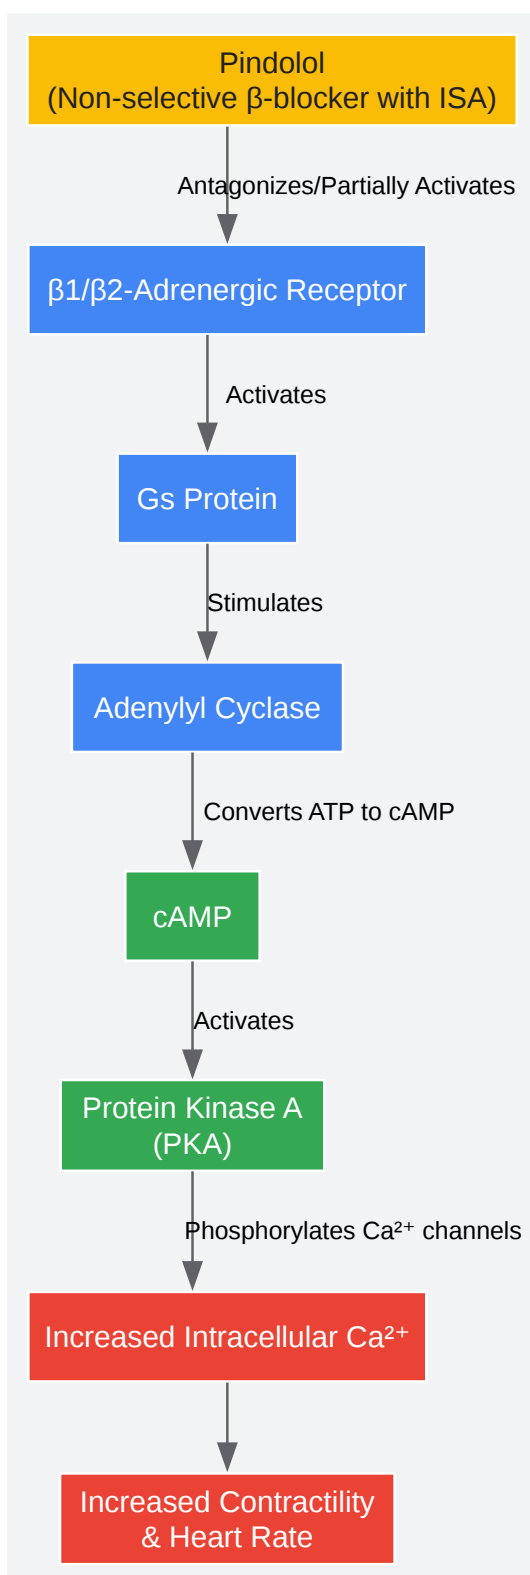 Pindolol
(Non-selective β-blocker with ISA)
Antagonizes/Partially Activates
β1/β2-Adrenergic Receptor
Activates
Gs Protein
Stimulates
Adenylyl Cyclase
Converts ATP to cAMP
cAMP
Activates
Protein Kinase A
(PKA)
Phosphorylates Ca²⁺ channels
Increased Intracellular Ca²⁺
Increased Contractility
& Heart Rate